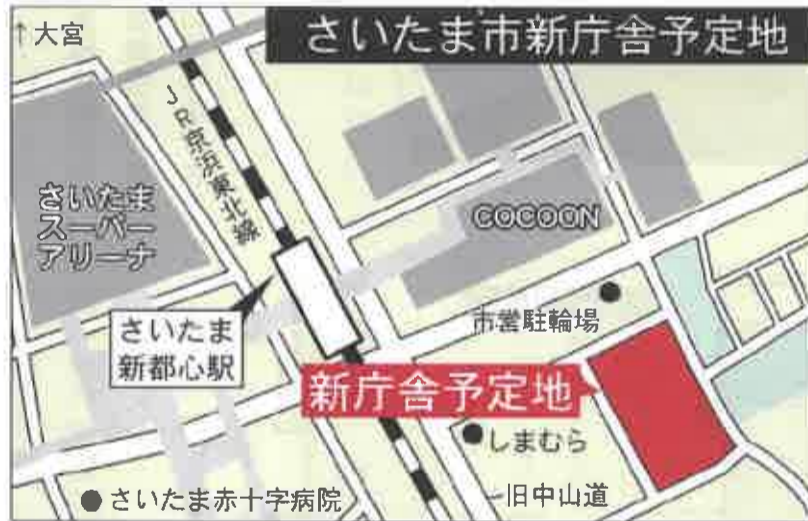 さいたま市新庁舎予定地
↑大宮
JR京浜東北線
さいたま
スーパー
アリーナ
COCOON
さいたま
新都心駅
市営駐輪場
新庁舎予定地
しまむら
さいたま赤十字病院
旧中山道